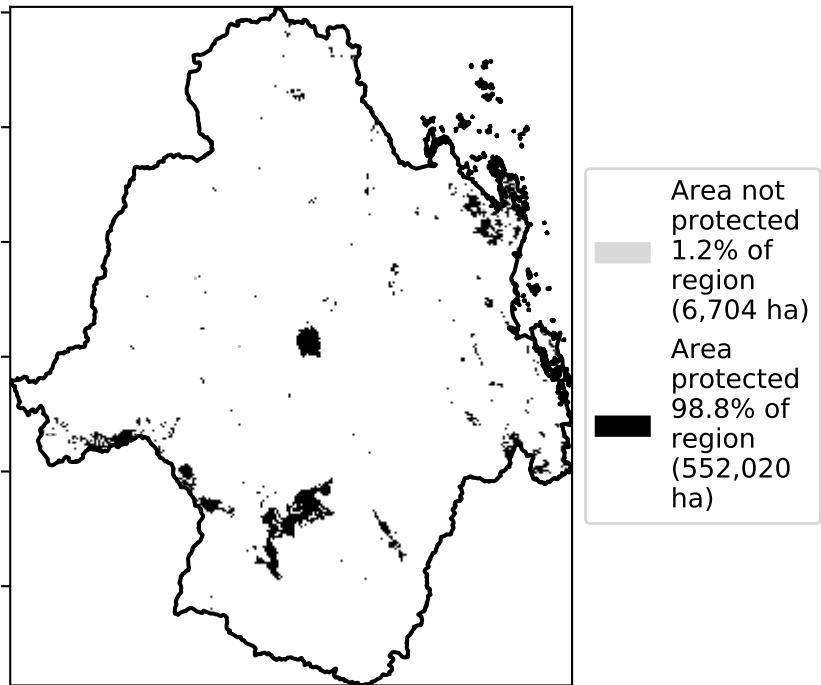 Area not
protected
1.2% of
region
(6,704 ha)
Area
protected
98.8% of
region
(552,020
ha)